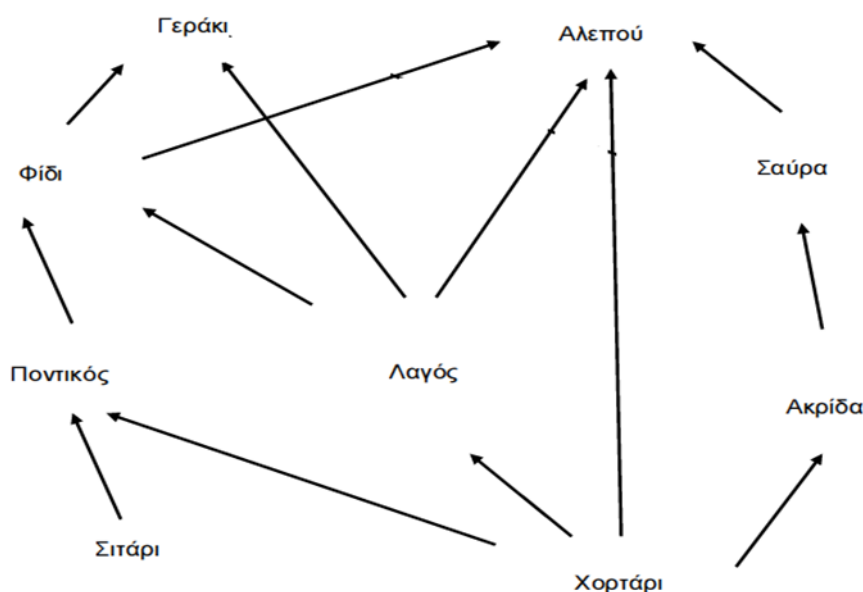 Γεράκι
Αλεπού
Φίδι
Σαύρα
Ποντικός
Λαγός
Ακρίδα
Σιτάρι
Χορτάρι